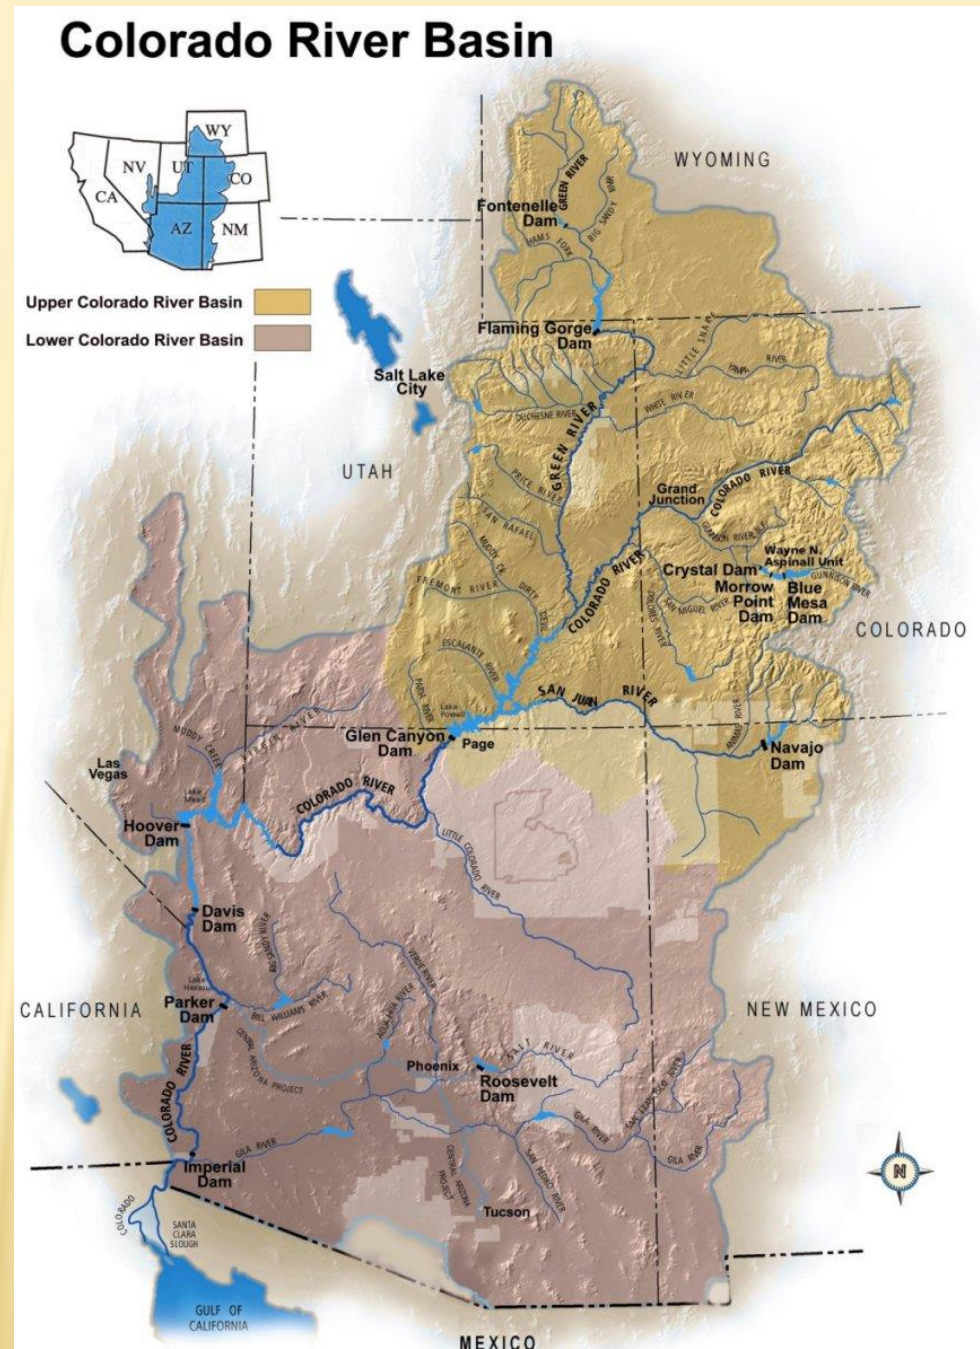 Colorado River Basin
WY
NV
UT
CO
CA
AZ
NM
Upper Colorado River Basin
Lower Colorado River Basin
WYOMING
GREEN RIVER
BIG SANDY
RIVER
Fontenelle
Dam
HAMS FORK
Flaming Gorge
Dam
LITTLE SNAKE
YAMPA RIVER
Salt Lake
City
DUCHESNE RIVER
WHITE RIVER
GREEN RIVER
UTAH
PRICE RIVER
Grand
Junction
COLORADO RIVER
SAN RAFAEL
MUDDY CR.
Wayne N.
Aspinall Unit
Crystal Dam
GUNNISON RIVER
Morrow
Point
Dam
Blue
Mesa
Dam
FREMONT RIVER
DIRTY DEVIL
COLORADO RIVER
DOLORES RIVER
SAN MIGUEL RIVER
COLORADO
ESCALANTE RIVER
PARIA RIVER
SAN JUAN RIVER
Lake
Powell
ANIMAS RIVER
MUDDY CREEK
VIRGIN RIVER
Glen Canyon
Dam
Page
Navajo
Dam
Las
Vegas
Lake
Mead
COLORADO RIVER
Hoover
Dam
LITTLE COLORADO RIVER
Davis
Dam
BIG SANDY RIVER
VERDE RIVER
Lake
Havasu
CALIFORNIA
Parker
Dam
BILL WILLIAMS RIVER
AGUA FRIA RIVER
NEW MEXICO
CENTRAL ARIZONA PROJECT
COLORADO RIVER
Phoenix
SALT RIVER
Roosevelt
Dam
SAN FRANCISCO RIVER
GILA RIVER
GILA RIVER
GILA RIVER
Imperial
Dam
CENTRAL ARIZONA
PROJECT
SAN PEDRO RIVER
N
COLORADO
SANTA
CLARA
SLOUGH
Tucson
GULF OF
CALIFORNIA
MEXICO